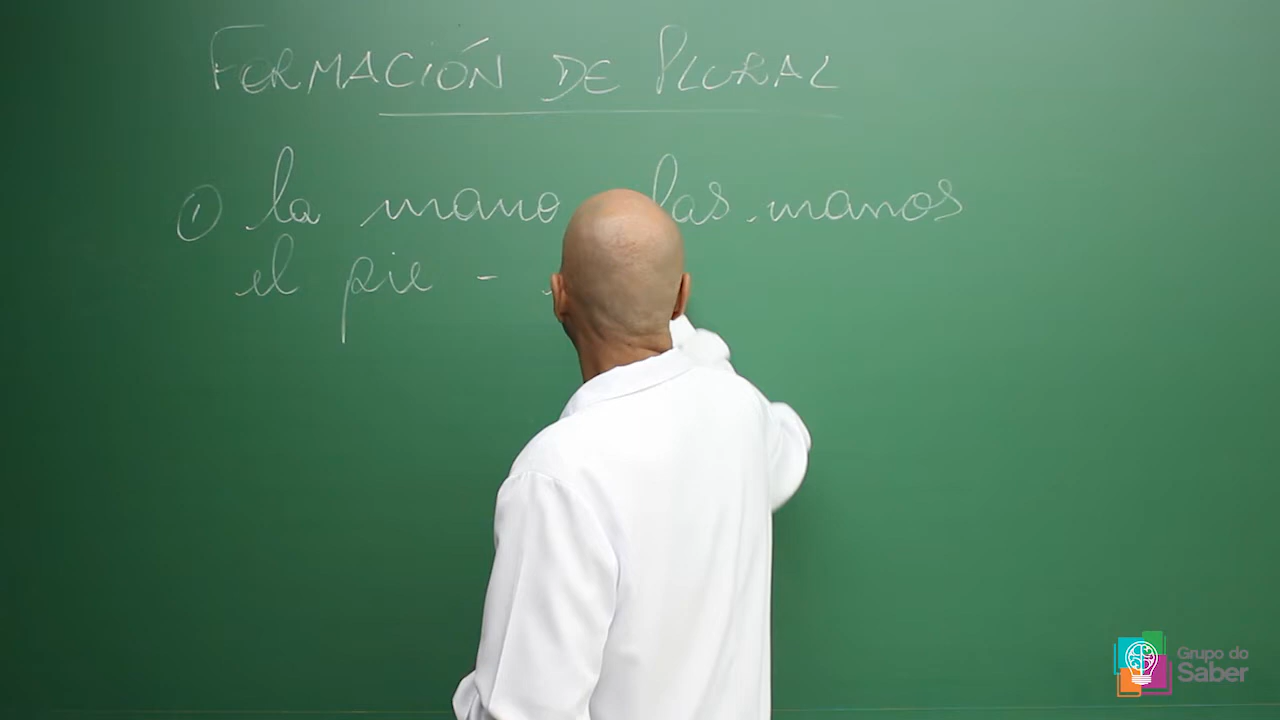 FORMACIÓN DE PLURAL
① la mano las manos
el pie -
Grupo do
Saber